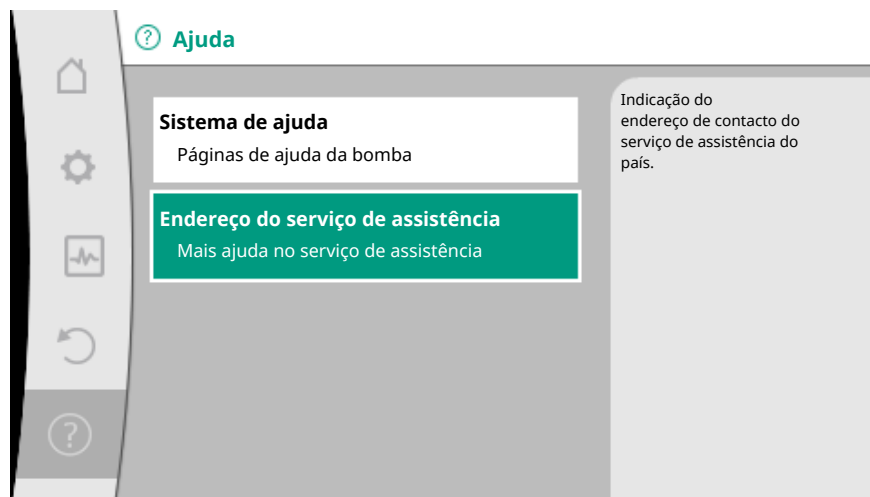 Ajuda
Sistema de ajuda
Páginas de ajuda da bomba
Endereço do serviço de assistência
Mais ajuda no serviço de assistência
Indicação do
endereço de contacto do
serviço de assistência do
país.